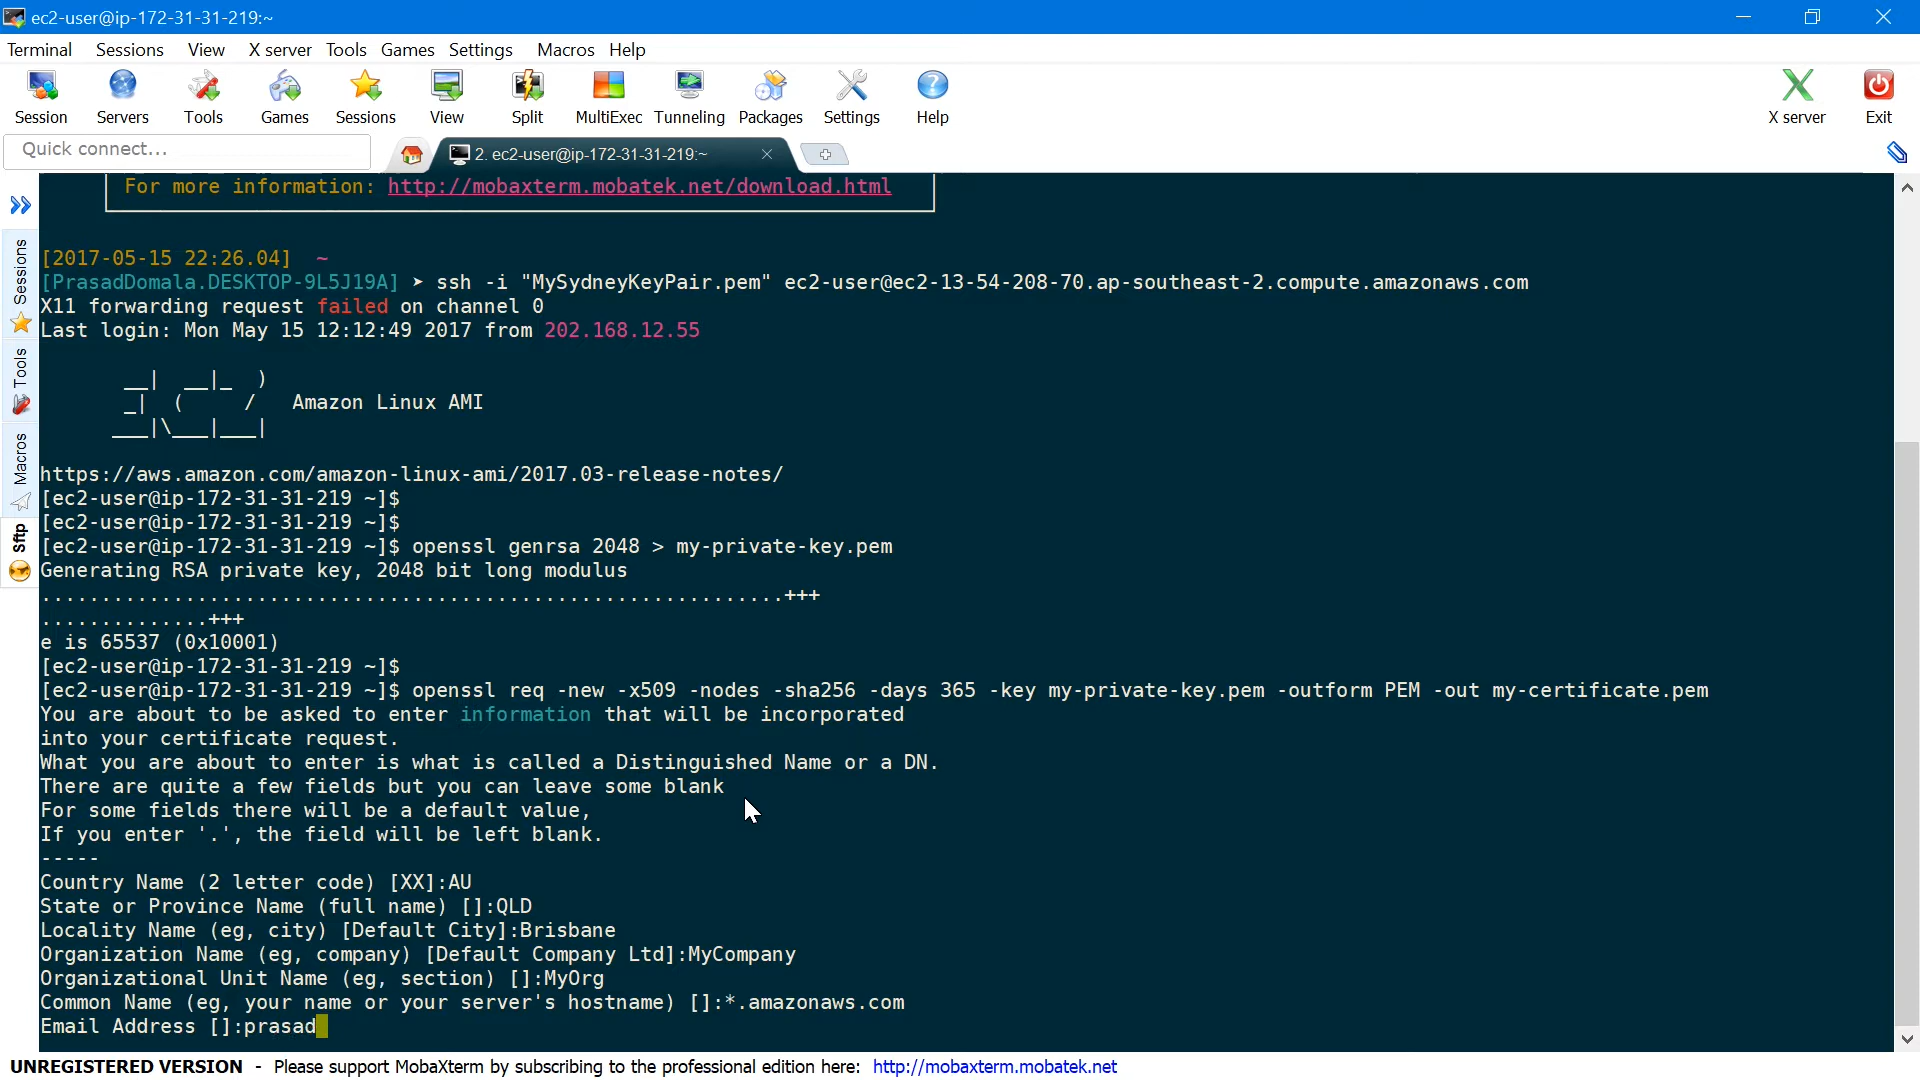 ec2-user@ip-172-31-31-219:~
Terminal Sessions View X server Tools Games Settings Macros Help
Session Servers Tools Games Sessions View Split MultiExec Tunneling Packages Settings Help X server Exit
Quick connect...
2. ec2-user@ip-172-31-31-219:~
Sessions
Tools
Macros
Sftp
For more information: http://mobaxterm.mobatek.net/download.html
[2017-05-15 22:26.04] ~
[PrasadDomala.DESKTOP-9L5J19A] ➤ ssh -i "MySydneyKeyPair.pem" ec2-user@ec2-13-54-208-70.ap-southeast-2.compute.amazonaws.com
X11 forwarding request failed on channel 0
Last login: Mon May 15 12:12:49 2017 from 202.168.12.55
__|  __|_  )
_|  (     /   Amazon Linux AMI
___|\___|___|
https://aws.amazon.com/amazon-linux-ami/2017.03-release-notes/
[ec2-user@ip-172-31-31-219 ~]$
[ec2-user@ip-172-31-31-219 ~]$
[ec2-user@ip-172-31-31-219 ~]$ openssl genrsa 2048 > my-private-key.pem
Generating RSA private key, 2048 bit long modulus
..............................................................+++
..............+++
e is 65537 (0x10001)
[ec2-user@ip-172-31-31-219 ~]$
[ec2-user@ip-172-31-31-219 ~]$ openssl req -new -x509 -nodes -sha256 -days 365 -key my-private-key.pem -outform PEM -out my-certificate.pem
You are about to be asked to enter information that will be incorporated
into your certificate request.
What you are about to enter is what is called a Distinguished Name or a DN.
There are quite a few fields but you can leave some blank
For some fields there will be a default value,
If you enter '.', the field will be left blank.
-----
Country Name (2 letter code) [XX]:AU
State or Province Name (full name) []:QLD
Locality Name (eg, city) [Default City]:Brisbane
Organization Name (eg, company) [Default Company Ltd]:MyCompany
Organizational Unit Name (eg, section) []:MyOrg
Common Name (eg, your name or your server's hostname) []:*.amazonaws.com
Email Address []:prasad
UNREGISTERED VERSION - Please support MobaXterm by subscribing to the professional edition here: http://mobaxterm.mobatek.net